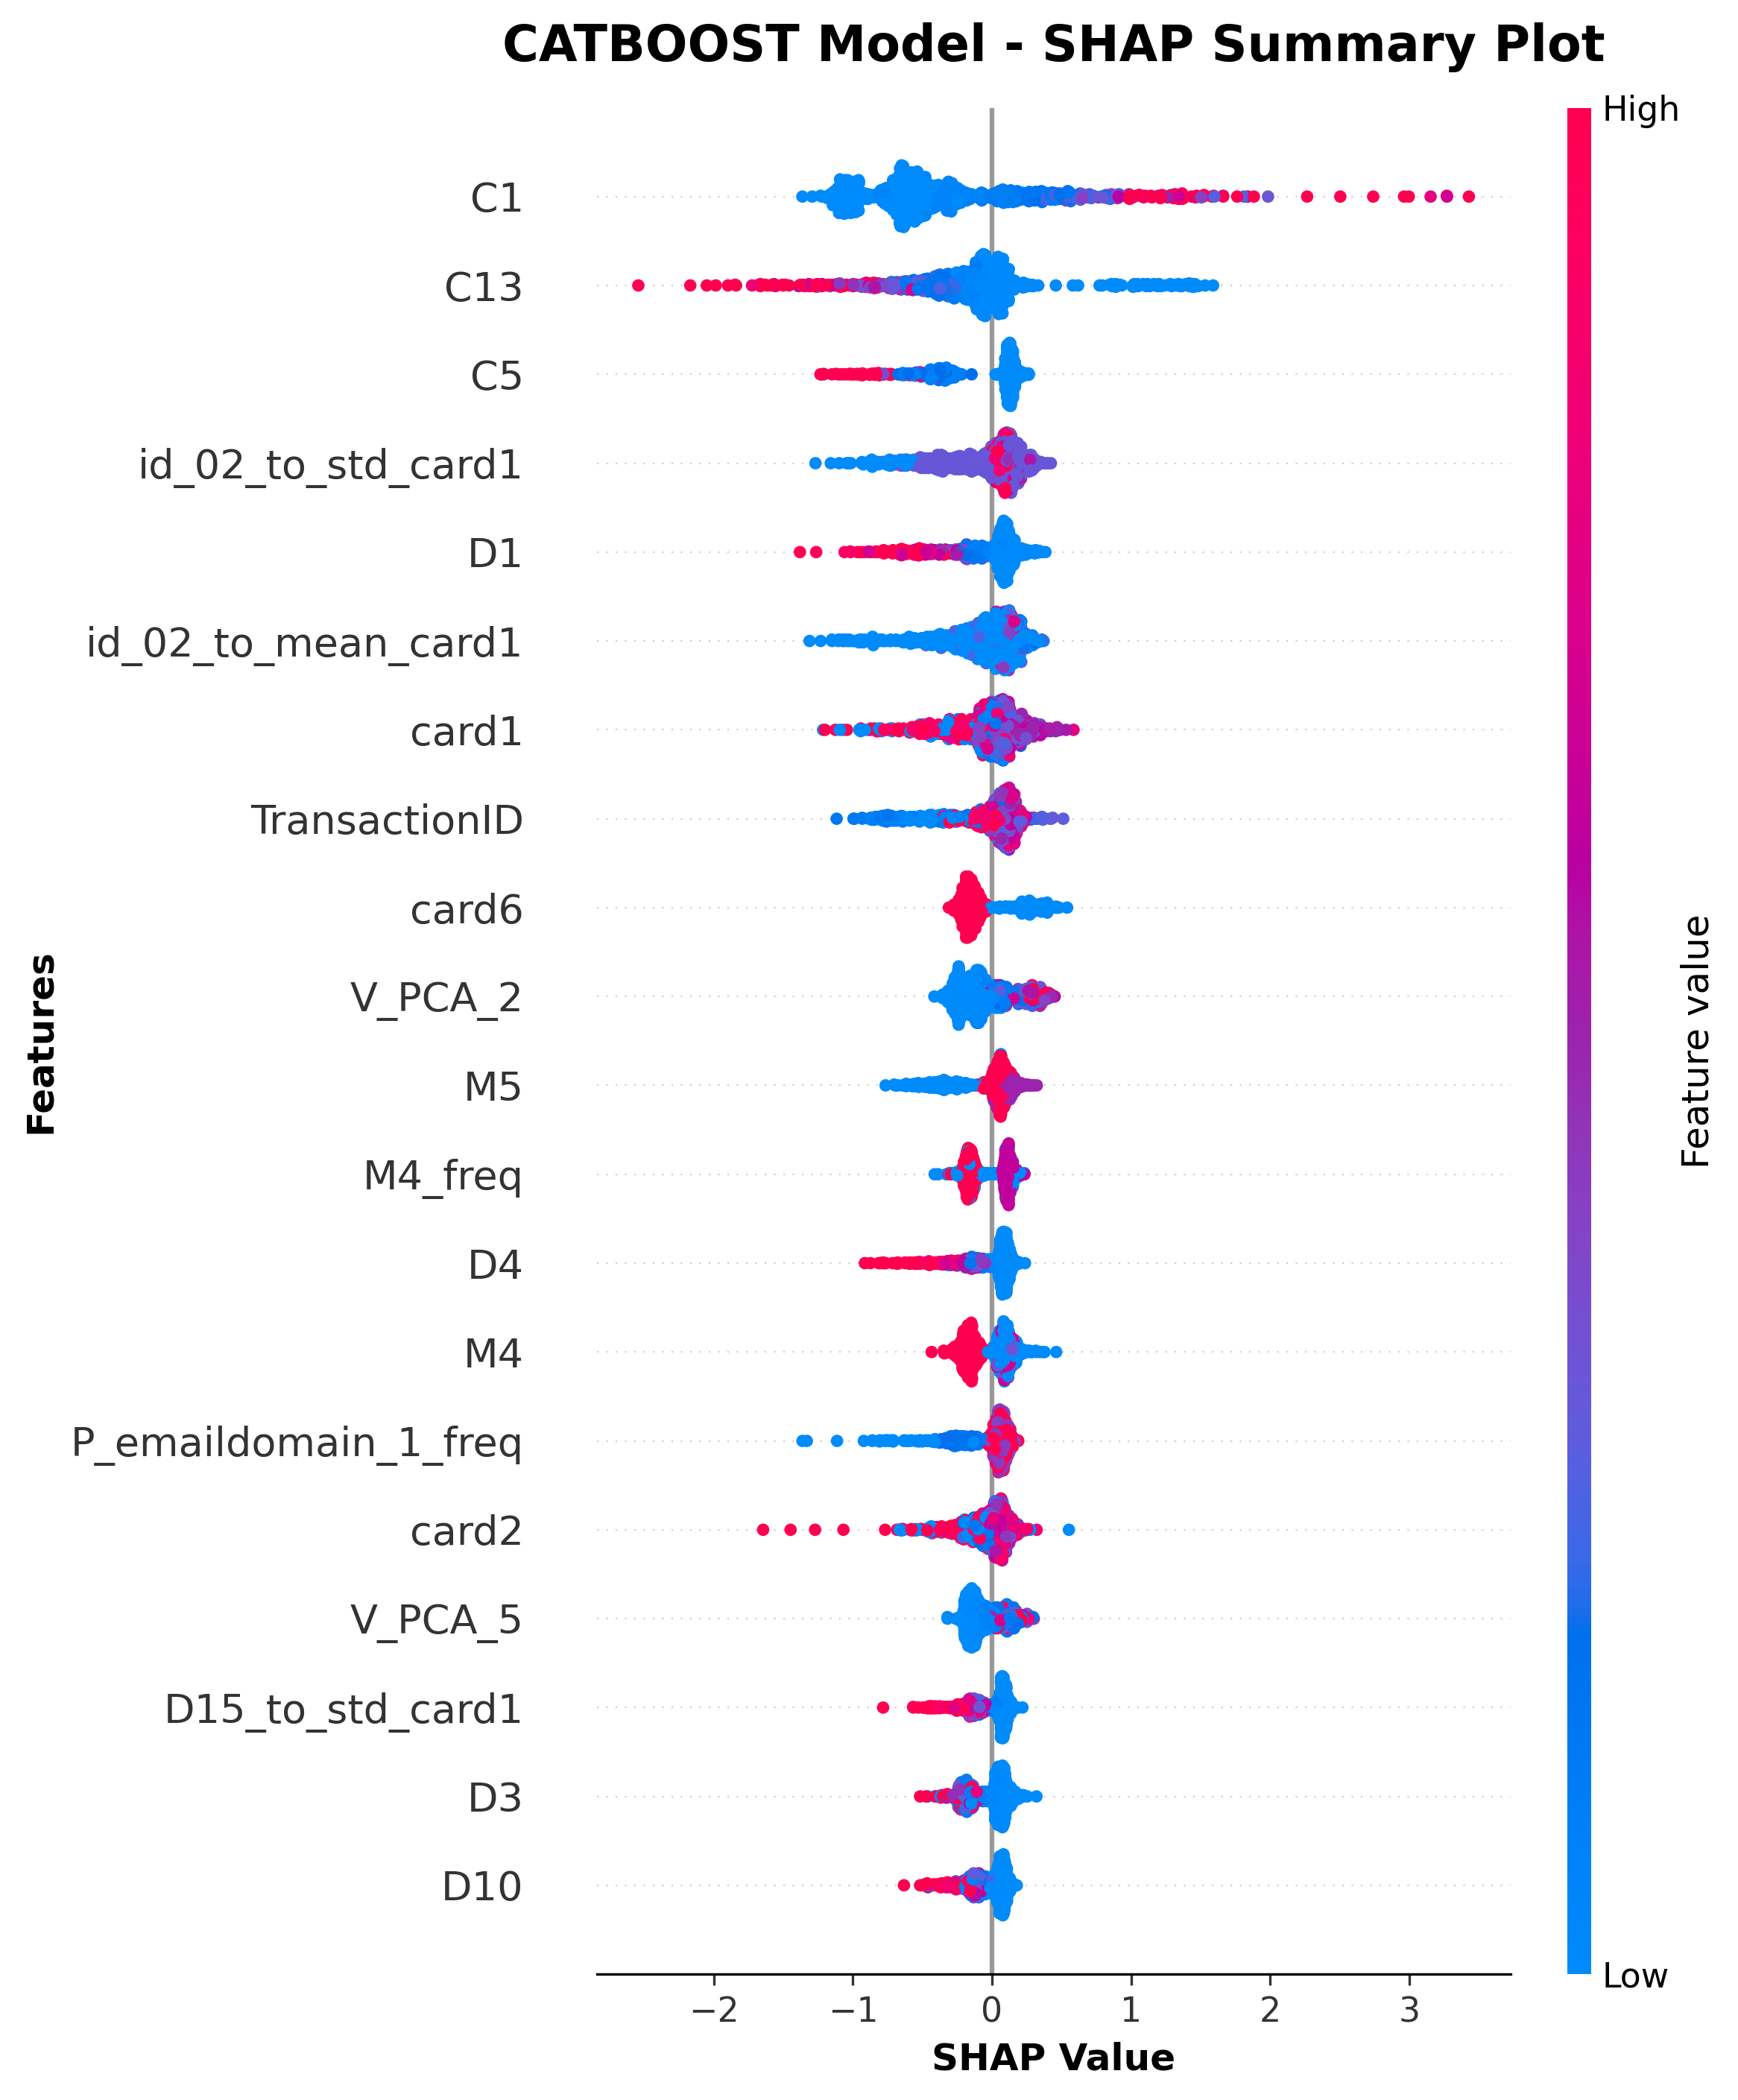 CATBOOST Model - SHAP Summary Plot
High
C1
C13
C5
id_02_to_std_card1
D1
id_02_to_mean_card1
card1
TransactionID
card6
V_PCA_2
M5
M4_freq
D4
M4
P_emaildomain_1_freq
card2
V_PCA_5
D15_to_std_card1
D3
D10
Features
Feature value
Low
−2 −1 0 1 2 3
SHAP Value